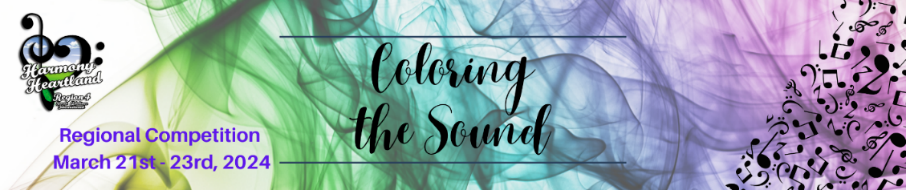 Harmony
Heartland
Region 4
Regional Competition
March 21st - 23rd, 2024
Coloring
the Sound